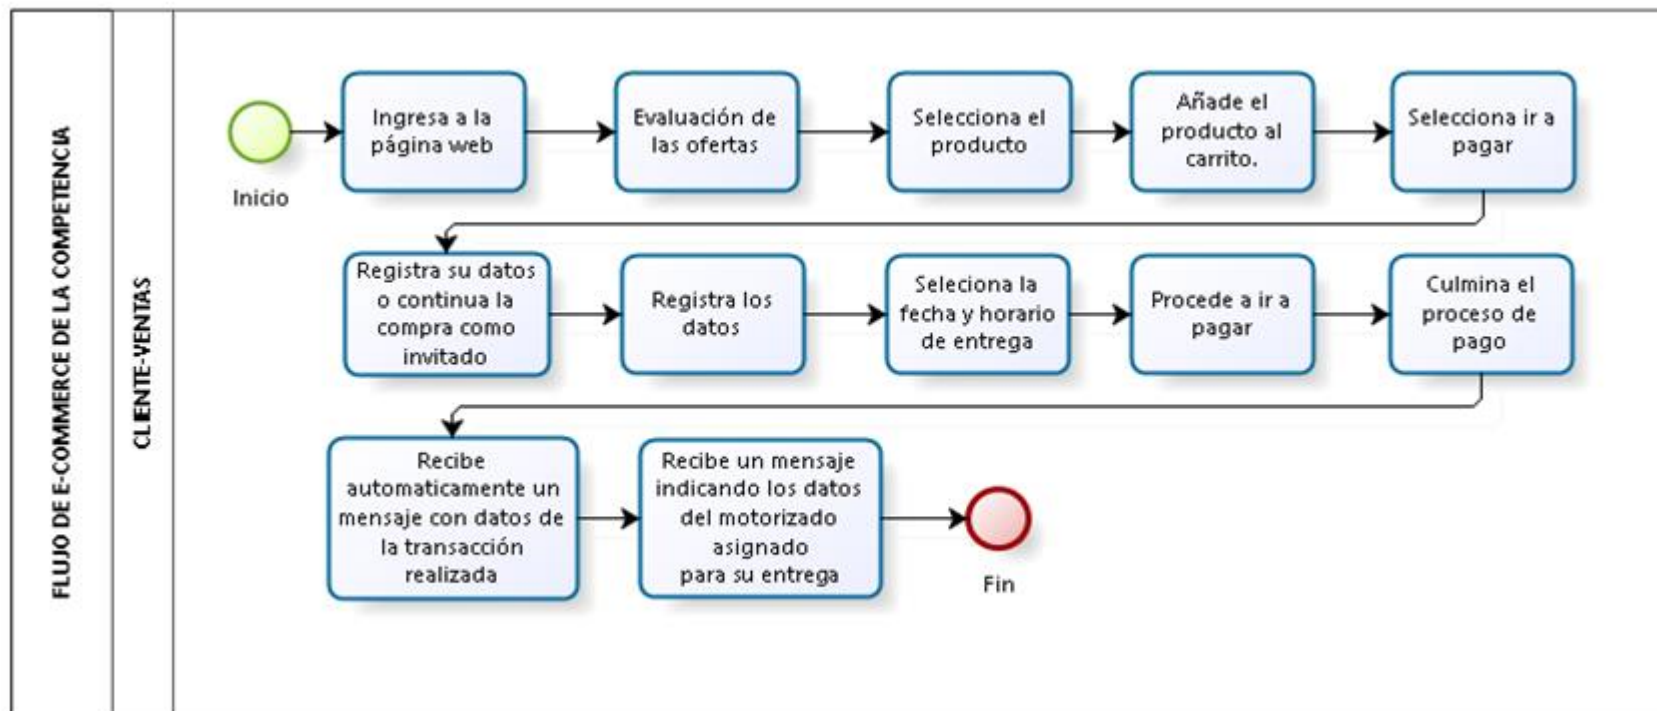 FLUJO DE E-COMMERCE DE LA COMPETENCIA
CLIENTE-VENTAS
Inicio
Ingresa a la
página web
Evaluación de
las ofertas
Selecciona el
producto
Añade el
producto al
carrito.
Selecciona ir a
pagar
Registra su datos
o continua la
compra como
invitado
Registra los
datos
Seleciona la
fecha y horario
de entrega
Procede a ir a
pagar
Culmina el
proceso de
pago
Recibe
automaticamente un
mensaje con datos de
la transacción
realizada
Recibe un mensaje
indicando los datos
del motorizado
asignado
para su entrega
Fin